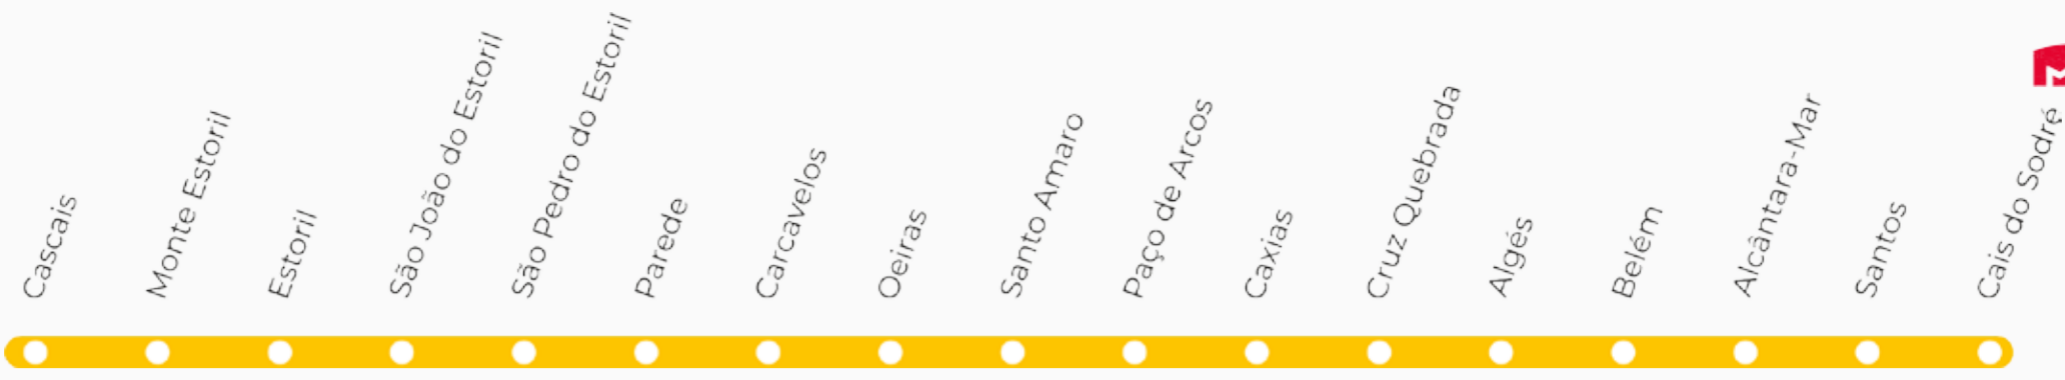 Cascais
Monte Estoril
Estoril
São João do Estoril
São Pedro do Estoril
Parede
Carcavelos
Oeiras
Santo Amaro
Paço de Arcos
Caxias
Cruz Quebrada
Algés
Belém
Alcântara-Mar
Santos
Cais do Sodré
M